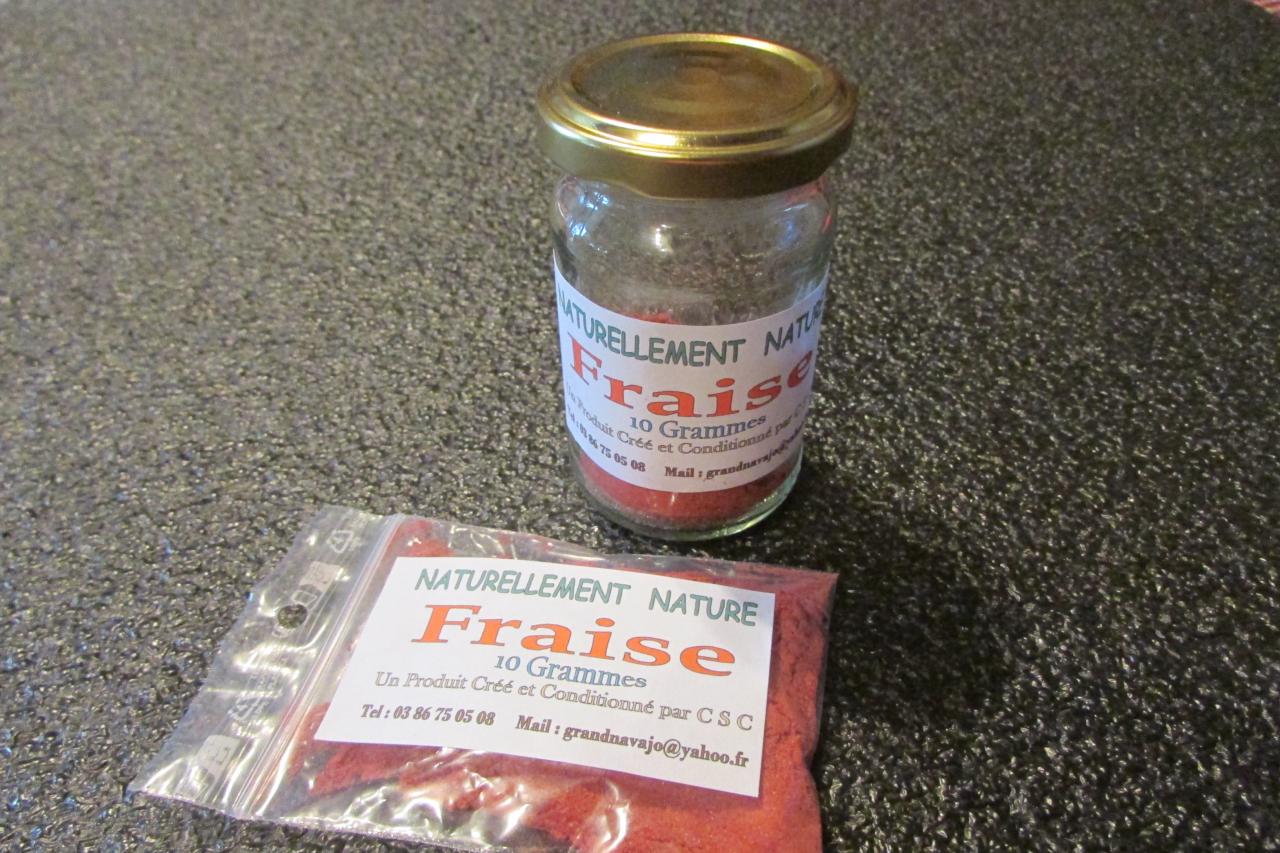 NATURELLEMENT NATURE
Fraise
10 Grammes
Un Produit Créé et Conditionné par C S
Tel : 03 86 75 05 08 Mail : grandnavajo@
NATURELLEMENT NATURE
Fraise
10 Grammes
Un Produit Créé et Conditionné par C S C
Tel : 03 86 75 05 08 Mail : grandnavajo@yahoo.fr